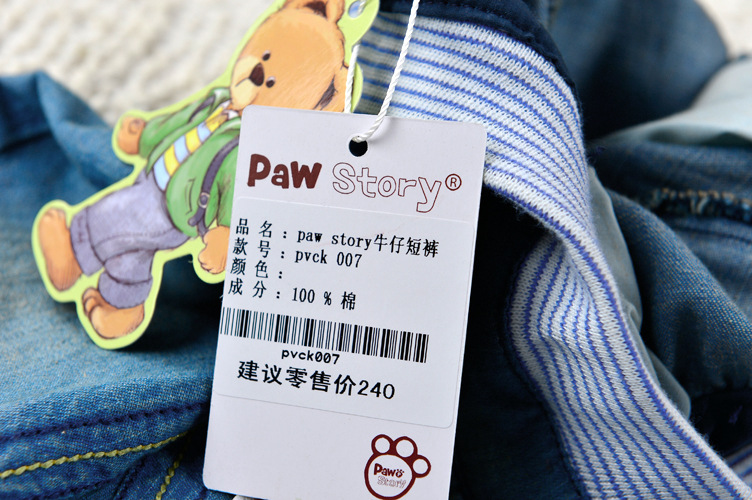 Paw Story®
品 名：paw story牛仔短裤
款 号：pvck 007
颜 色：
成 分：100 % 棉
pvck007
建议零售价240
Paw
Story